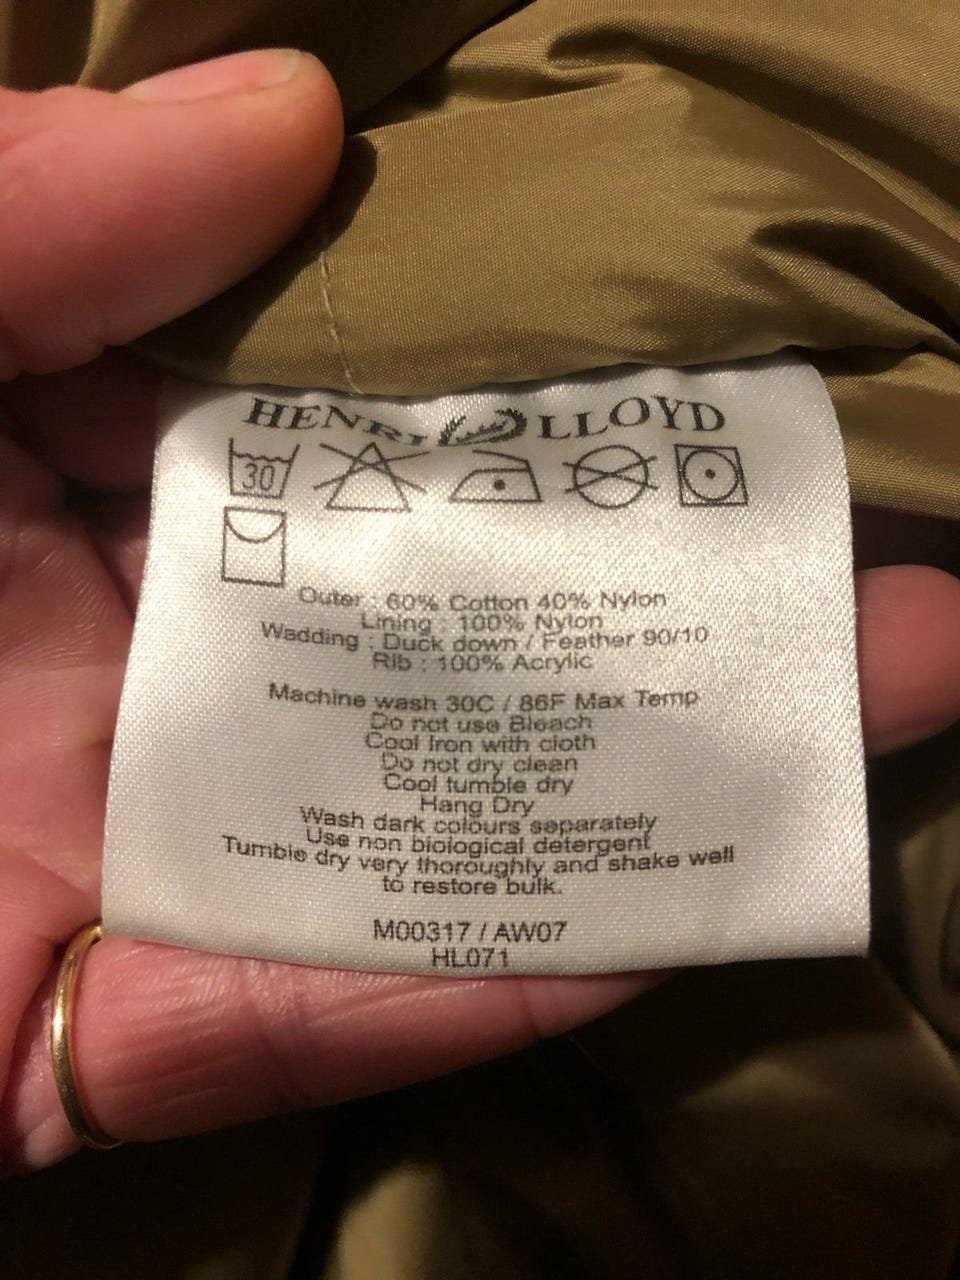 HENRI LLOYD
30
Outer : 60% Cotton 40% Nylon
Lining : 100% Nylon
Wadding : Duck down / Feather 90/10
Rib : 100% Acrylic
Machine wash 30C / 86F Max Temp
Do not use Bleach
Cool Iron with cloth
Do not dry clean
Cool tumble dry
Hang Dry
Wash dark colours separately
Use non biological detergent
Tumble dry very thoroughly and shake well
to restore bulk.
M00317 / AW07
HL071